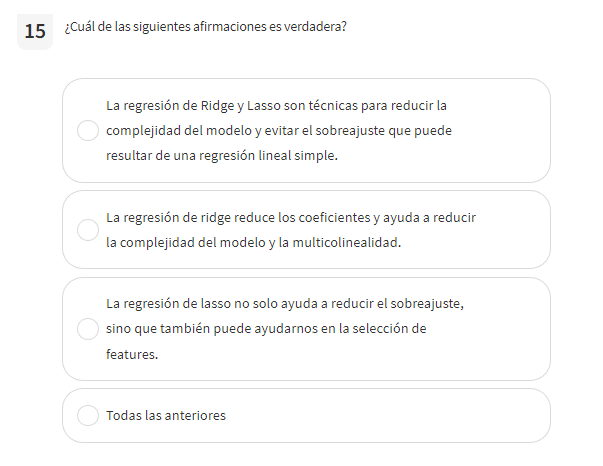 15 ¿Cuál de las siguientes afirmaciones es verdadera?
La regresión de Ridge y Lasso son técnicas para reducir la
complejidad del modelo y evitar el sobreajuste que puede
resultar de una regresión lineal simple.
La regresión de ridge reduce los coeficientes y ayuda a reducir
la complejidad del modelo y la multicolinealidad.
La regresión de lasso no solo ayuda a reducir el sobreajuste,
sino que también puede ayudarnos en la selección de
features.
Todas las anteriores